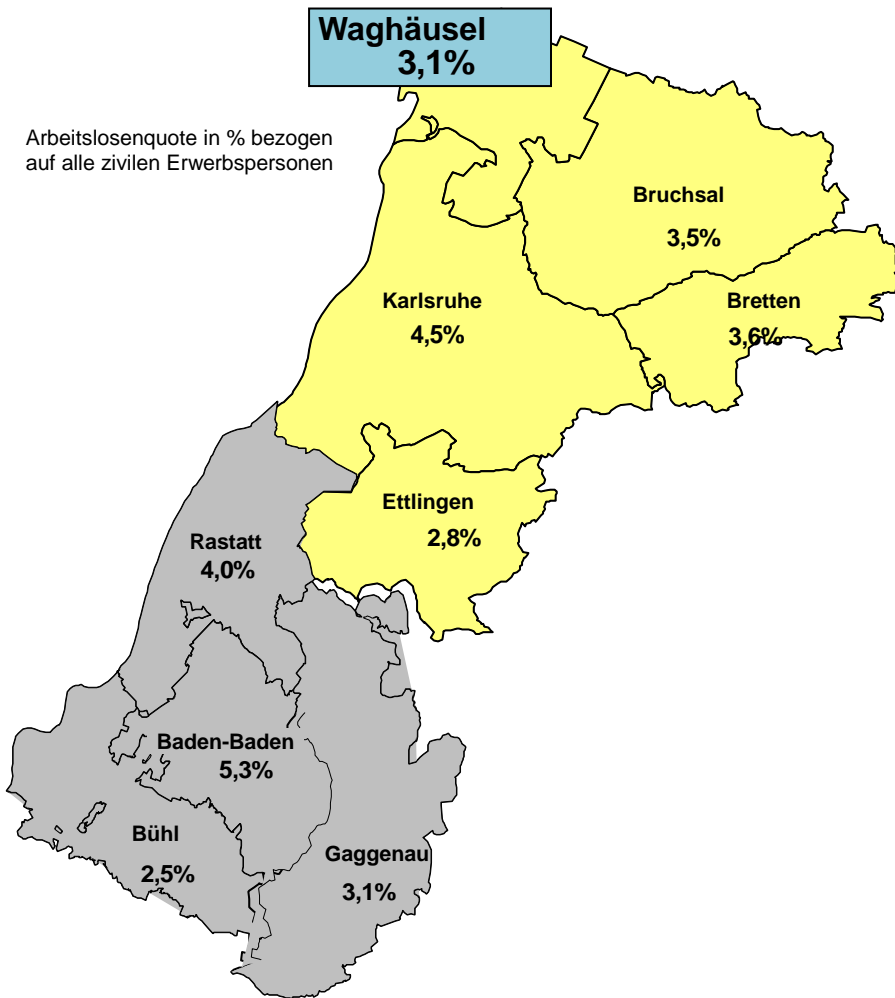 Waghäusel
3,1%
Arbeitslosenquote in % bezogen
auf alle zivilen Erwerbspersonen
Bruchsal
3,5%
Karlsruhe
4,5%
Bretten
3,6%
Ettlingen
2,8%
Rastatt
4,0%
Baden-Baden
5,3%
Bühl
2,5%
Gaggenau
3,1%